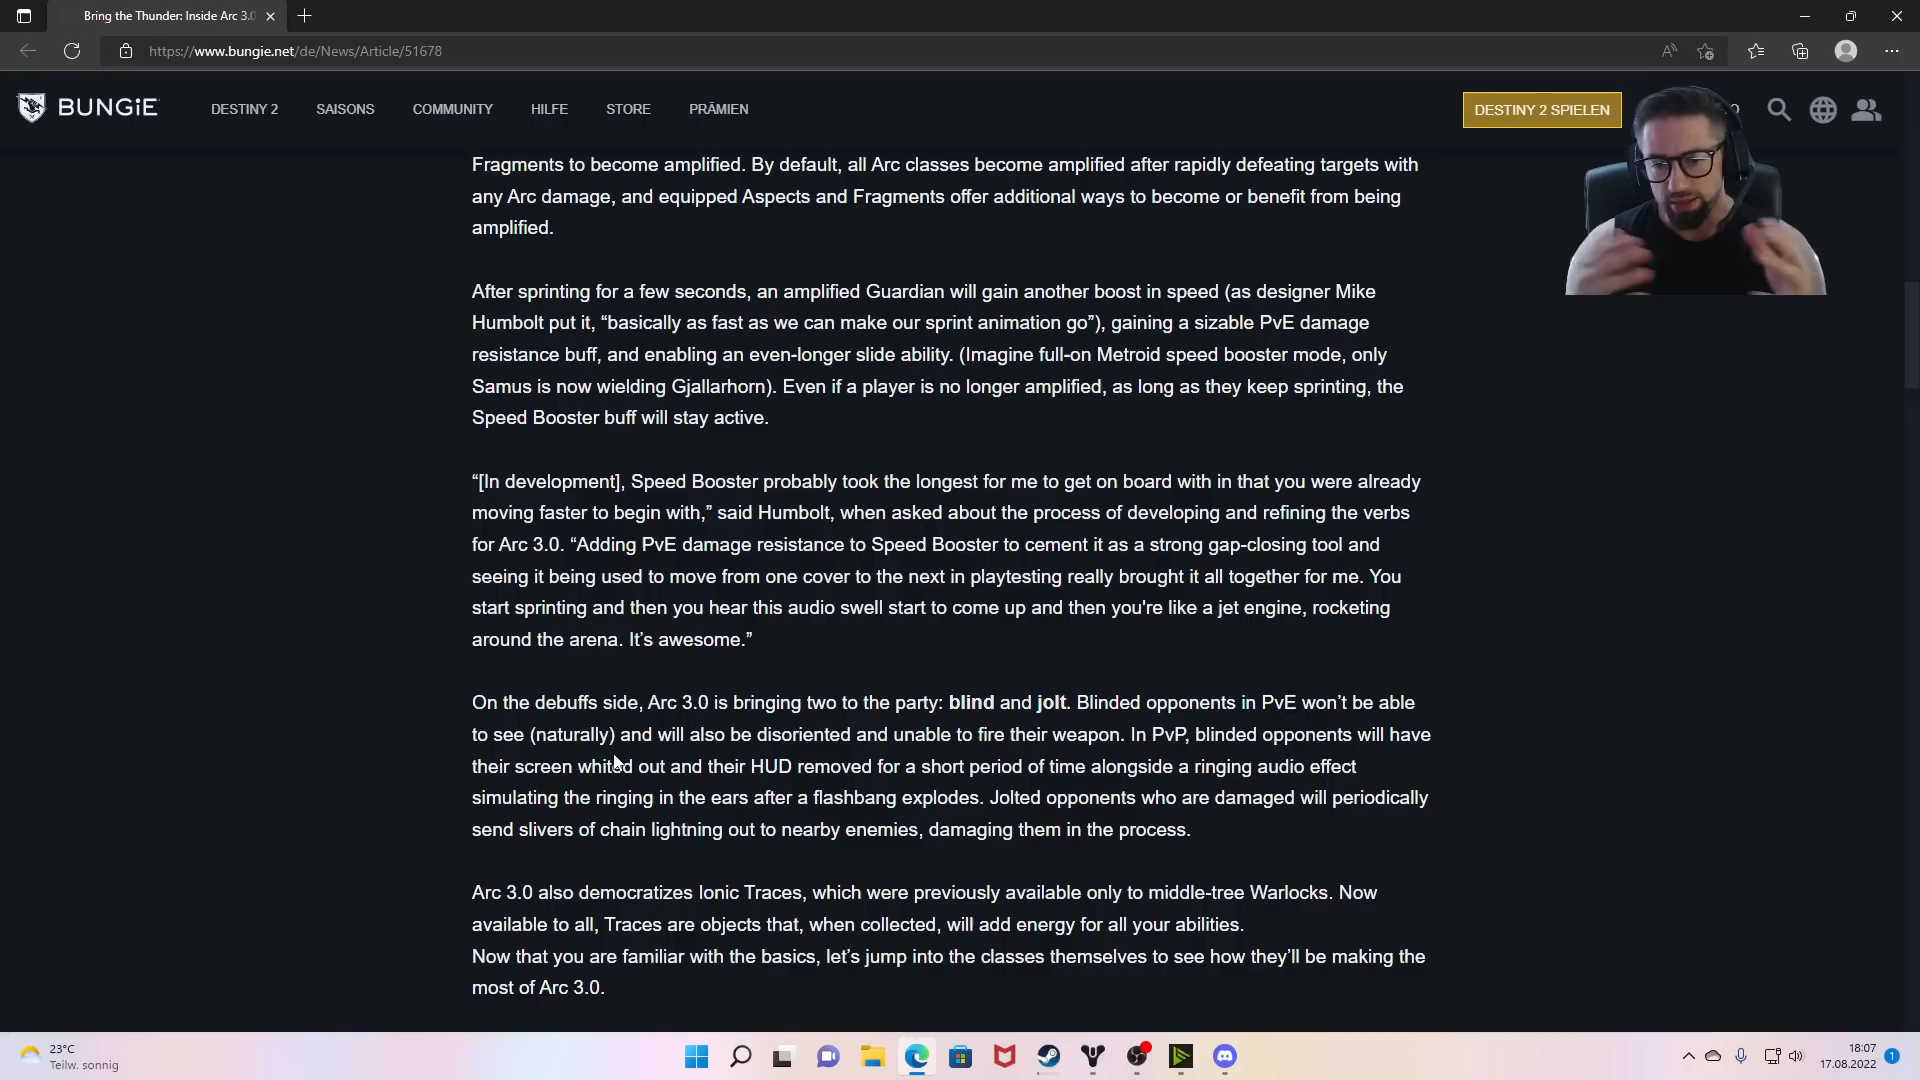 Bring the Thunder: Inside Arc 3.0
https://www.bungie.net/de/News/Article/51678
BUNGiE
DESTINY 2
SAISONS
COMMUNITY
HILFE
STORE
PRÄMIEN
DESTINY 2 SPIELEN
Fragments to become amplified. By default, all Arc classes become amplified after rapidly defeating targets with
any Arc damage, and equipped Aspects and Fragments offer additional ways to become or benefit from being
amplified.
After sprinting for a few seconds, an amplified Guardian will gain another boost in speed (as designer Mike
Humbolt put it, “basically as fast as we can make our sprint animation go”), gaining a sizable PvE damage
resistance buff, and enabling an even-longer slide ability. (Imagine full-on Metroid speed booster mode, only
Samus is now wielding Gjallarhorn). Even if a player is no longer amplified, as long as they keep sprinting, the
Speed Booster buff will stay active.
“[In development], Speed Booster probably took the longest for me to get on board with in that you were already
moving faster to begin with,” said Humbolt, when asked about the process of developing and refining the verbs
for Arc 3.0. “Adding PvE damage resistance to Speed Booster to cement it as a strong gap-closing tool and
seeing it being used to move from one cover to the next in playtesting really brought it all together for me. You
start sprinting and then you hear this audio swell start to come up and then you're like a jet engine, rocketing
around the arena. It’s awesome.”
On the debuffs side, Arc 3.0 is bringing two to the party: blind and jolt. Blinded opponents in PvE won’t be able
to see (naturally) and will also be disoriented and unable to fire their weapon. In PvP, blinded opponents will have
their screen whited out and their HUD removed for a short period of time alongside a ringing audio effect
simulating the ringing in the ears after a flashbang explodes. Jolted opponents who are damaged will periodically
send slivers of chain lightning out to nearby enemies, damaging them in the process.
Arc 3.0 also democratizes Ionic Traces, which were previously available only to middle-tree Warlocks. Now
available to all, Traces are objects that, when collected, will add energy for all your abilities.
Now that you are familiar with the basics, let’s jump into the classes themselves to see how they’ll be making the
most of Arc 3.0.
23°C
Teilw. sonnig
18:07
17.08.2022
1